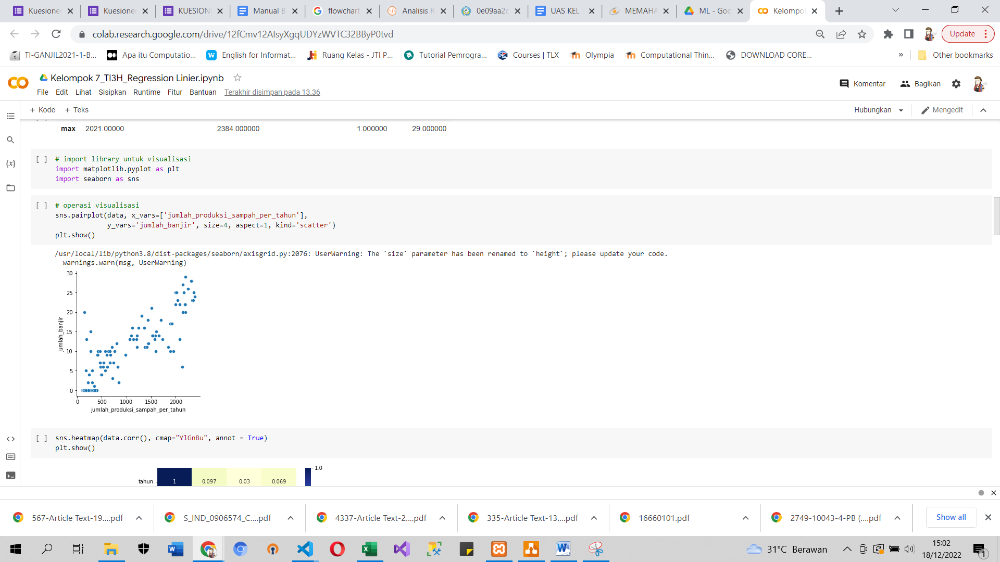 Kuesioner
Kuesioner
KUESION
Manual B
flowchart
Analisis R
0e09aa2c
UAS KEL 7
MEMAHA
ML - Goo
Kelompo
colab.research.google.com/drive/12fCmv12AIsyXgqUDYzWVTC32BByP0tvd
Update
TI-GANJIL2021-1-B...
Apa itu Computatio...
English for Informat...
Ruang Kelas - JTI P...
Tutorial Pemrogra...
Courses | TLX
Olympia
Computational Thin...
DOWNLOAD CORE...
»
Other bookmarks
Kelompok 7_TI3H_Regression Linier.ipynb
File Edit Lihat Sisipkan Runtime Fitur Bantuan Terakhir disimpan pada 13.36
Komentar
Bagikan
+ Kode + Teks
Hubungkan
Mengedit
max 2021.00000 2384.000000 1.000000 29.000000
[ ] # import library untuk visualisasi
import matplotlib.pyplot as plt
import seaborn as sns
[ ] # operasi visualisasi
sns.pairplot(data, x_vars=['jumlah_produksi_sampah_per_tahun'],
y_vars='jumlah_banjir', size=4, aspect=1, kind='scatter')
plt.show()
/usr/local/lib/python3.8/dist-packages/seaborn/axisgrid.py:2076: UserWarning: The `size` parameter has been renamed to `height`; please update your code.
warnings.warn(msg, UserWarning)
30
25
20
15
10
5
0
jumlah_banjir
0 500 1000 1500 2000
jumlah_produksi_sampah_per_tahun
[ ] sns.heatmap(data.corr(), cmap="YlGnBu", annot = True)
plt.show()
1.0
tahun 1 0.097 0.03 0.069
567-Article Text-19....pdf
S_IND_0906574_C....pdf
4337-Article Text-2....pdf
335-Article Text-13....pdf
16660101.pdf
2749-10043-4-PB (....pdf
Show all
31°C Berawan
15:02
18/12/2022
1